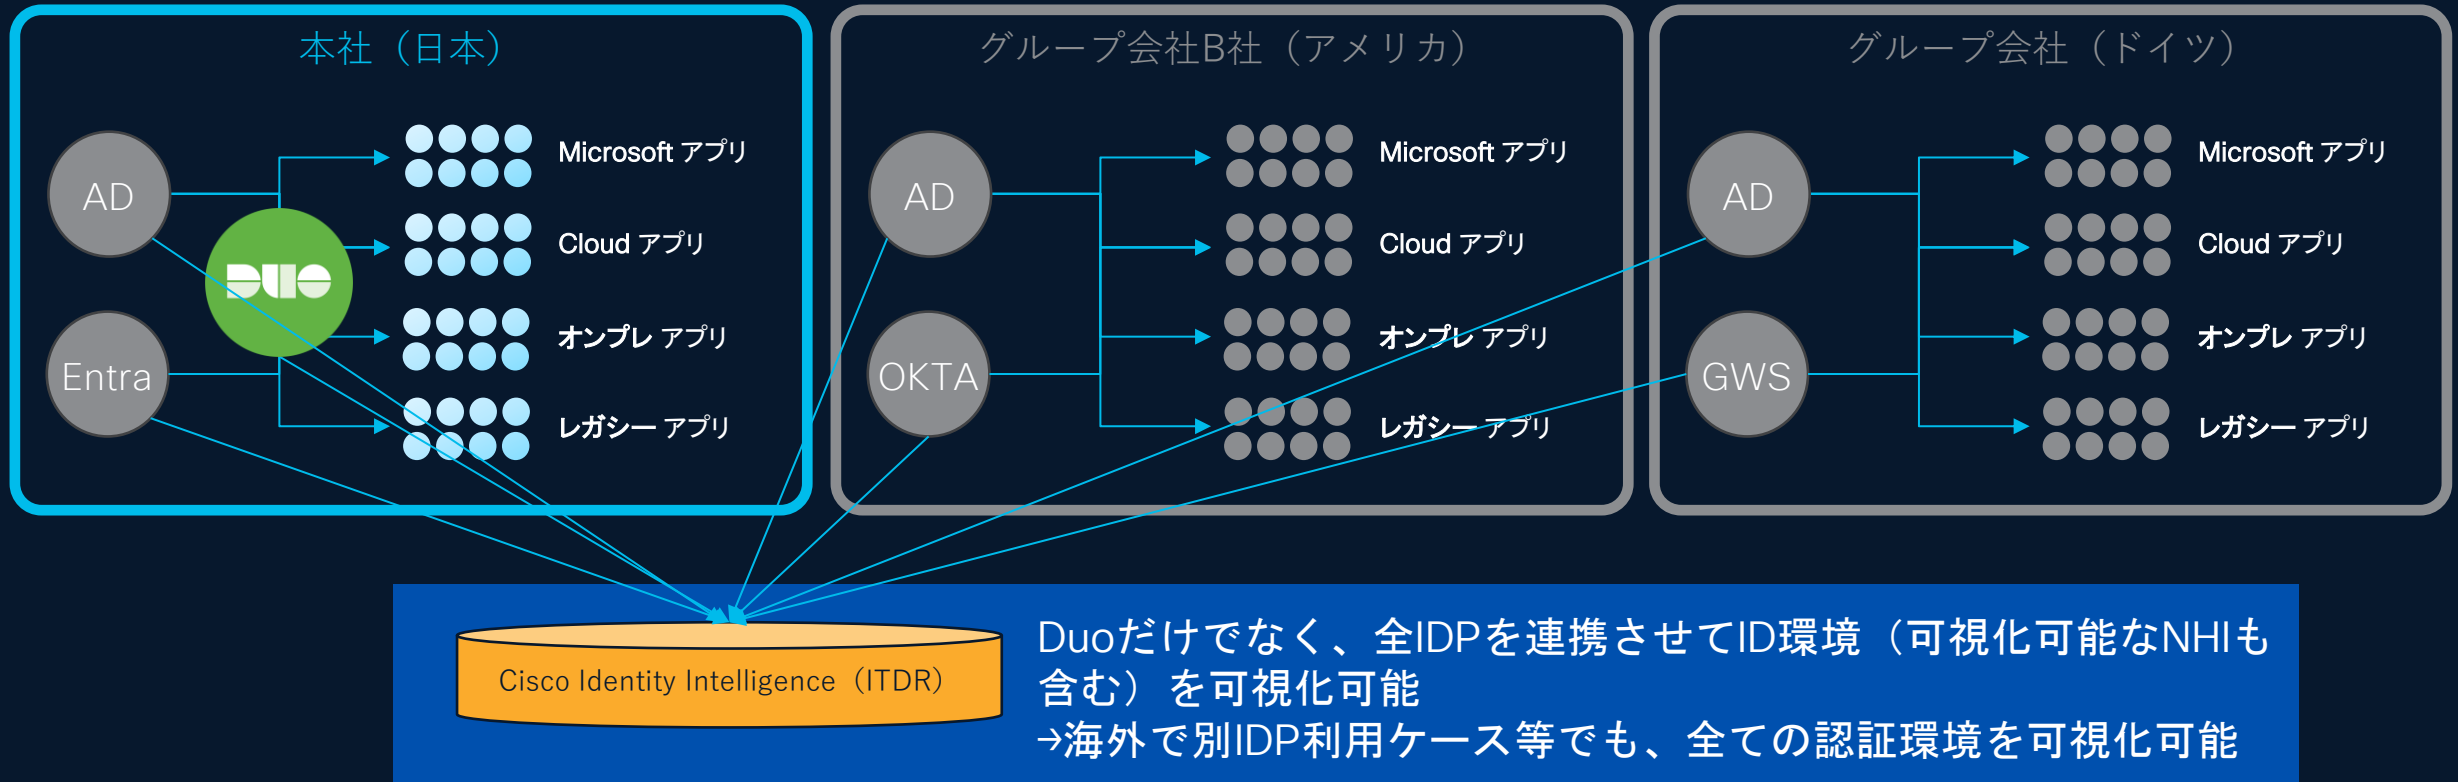 本社（日本）
AD
Entra
DUO
Microsoft アプリ
Cloud アプリ
オンプレ アプリ
レガシー アプリ
グループ会社B社（アメリカ）
AD
OKTA
Microsoft アプリ
Cloud アプリ
オンプレ アプリ
レガシー アプリ
グループ会社（ドイツ）
AD
GWS
Microsoft アプリ
Cloud アプリ
オンプレ アプリ
レガシー アプリ
Cisco Identity Intelligence（ITDR）
Duoだけでなく、全IDPを連携させてID環境（可視化可能なNHIも
含む）を可視化可能
→海外で別IDP利用ケース等でも、全ての認証環境を可視化可能